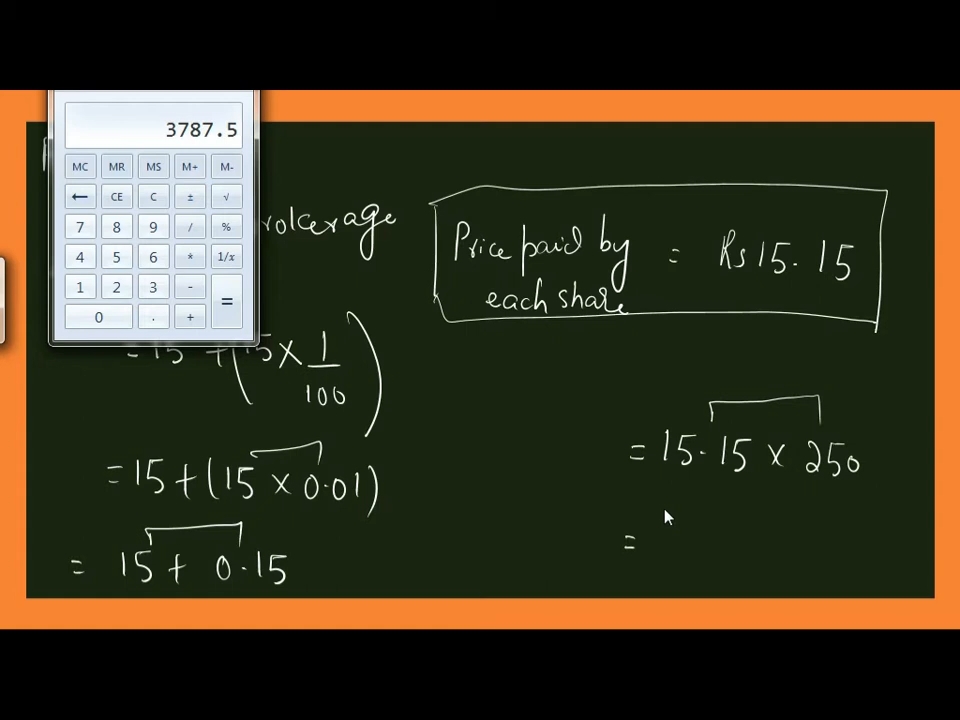 3787.5
MC MR MS M+ M-
← CE C ± √
7 8 9 / %
4 5 6 * 1/x
1 2 3 - =
0 . +
rokerage
= 15 + (15 × 1/100)
= 15 + (15 × 0.01)
= 15 + 0.15
Price paid by each share = Rs 15.15
= 15.15 × 250
=